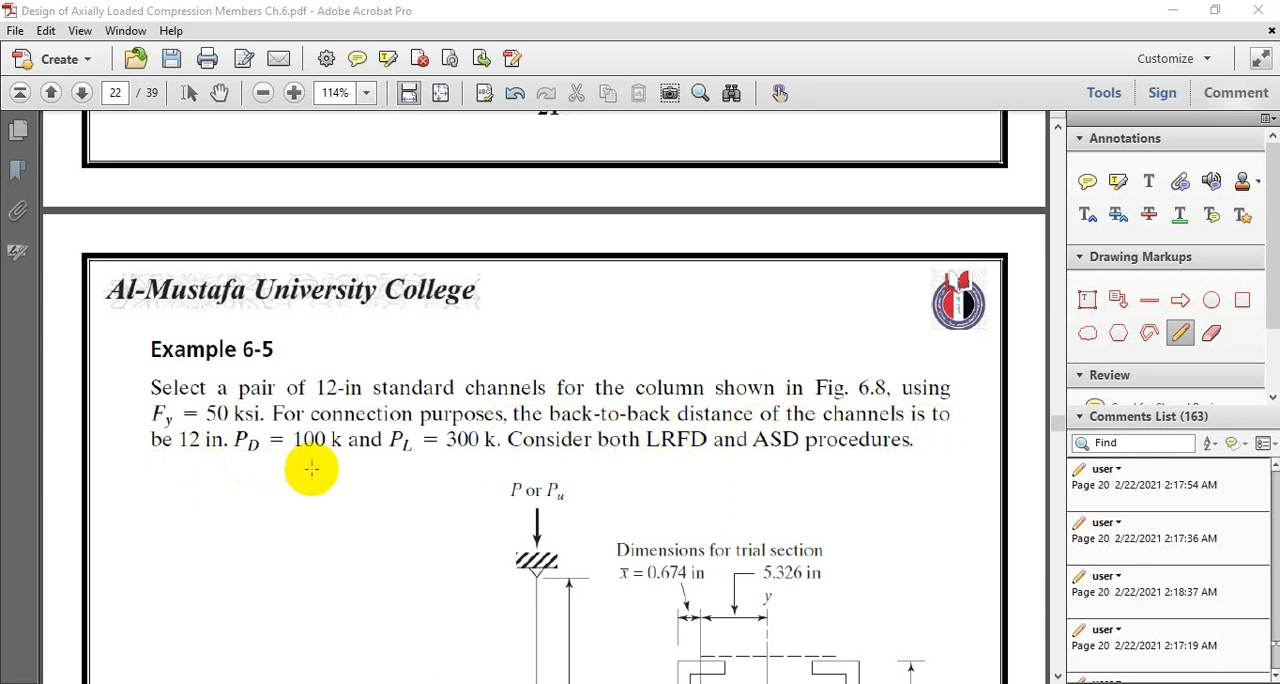 Design of Axially Loaded Compression Members Ch.6.pdf - Adobe Acrobat Pro
File Edit View Window Help
Create Customize
22 / 39 114% Tools Sign Comment
21
Al-Mustafa University College
Example 6-5
Select a pair of 12-in standard channels for the column shown in Fig. 6.8, using
Fy = 50 ksi. For connection purposes, the back-to-back distance of the channels is to
be 12 in. PD = 100 k and PL = 300 k. Consider both LRFD and ASD procedures.
P or Pu
Dimensions for trial section
x̄ = 0.674 in 5.326 in
y
Annotations
Drawing Markups
Review
Comments List (163)
Find
user
Page 20 2/22/2021 2:17:54 AM
user
Page 20 2/22/2021 2:17:36 AM
user
Page 20 2/22/2021 2:18:37 AM
user
Page 20 2/22/2021 2:17:19 AM